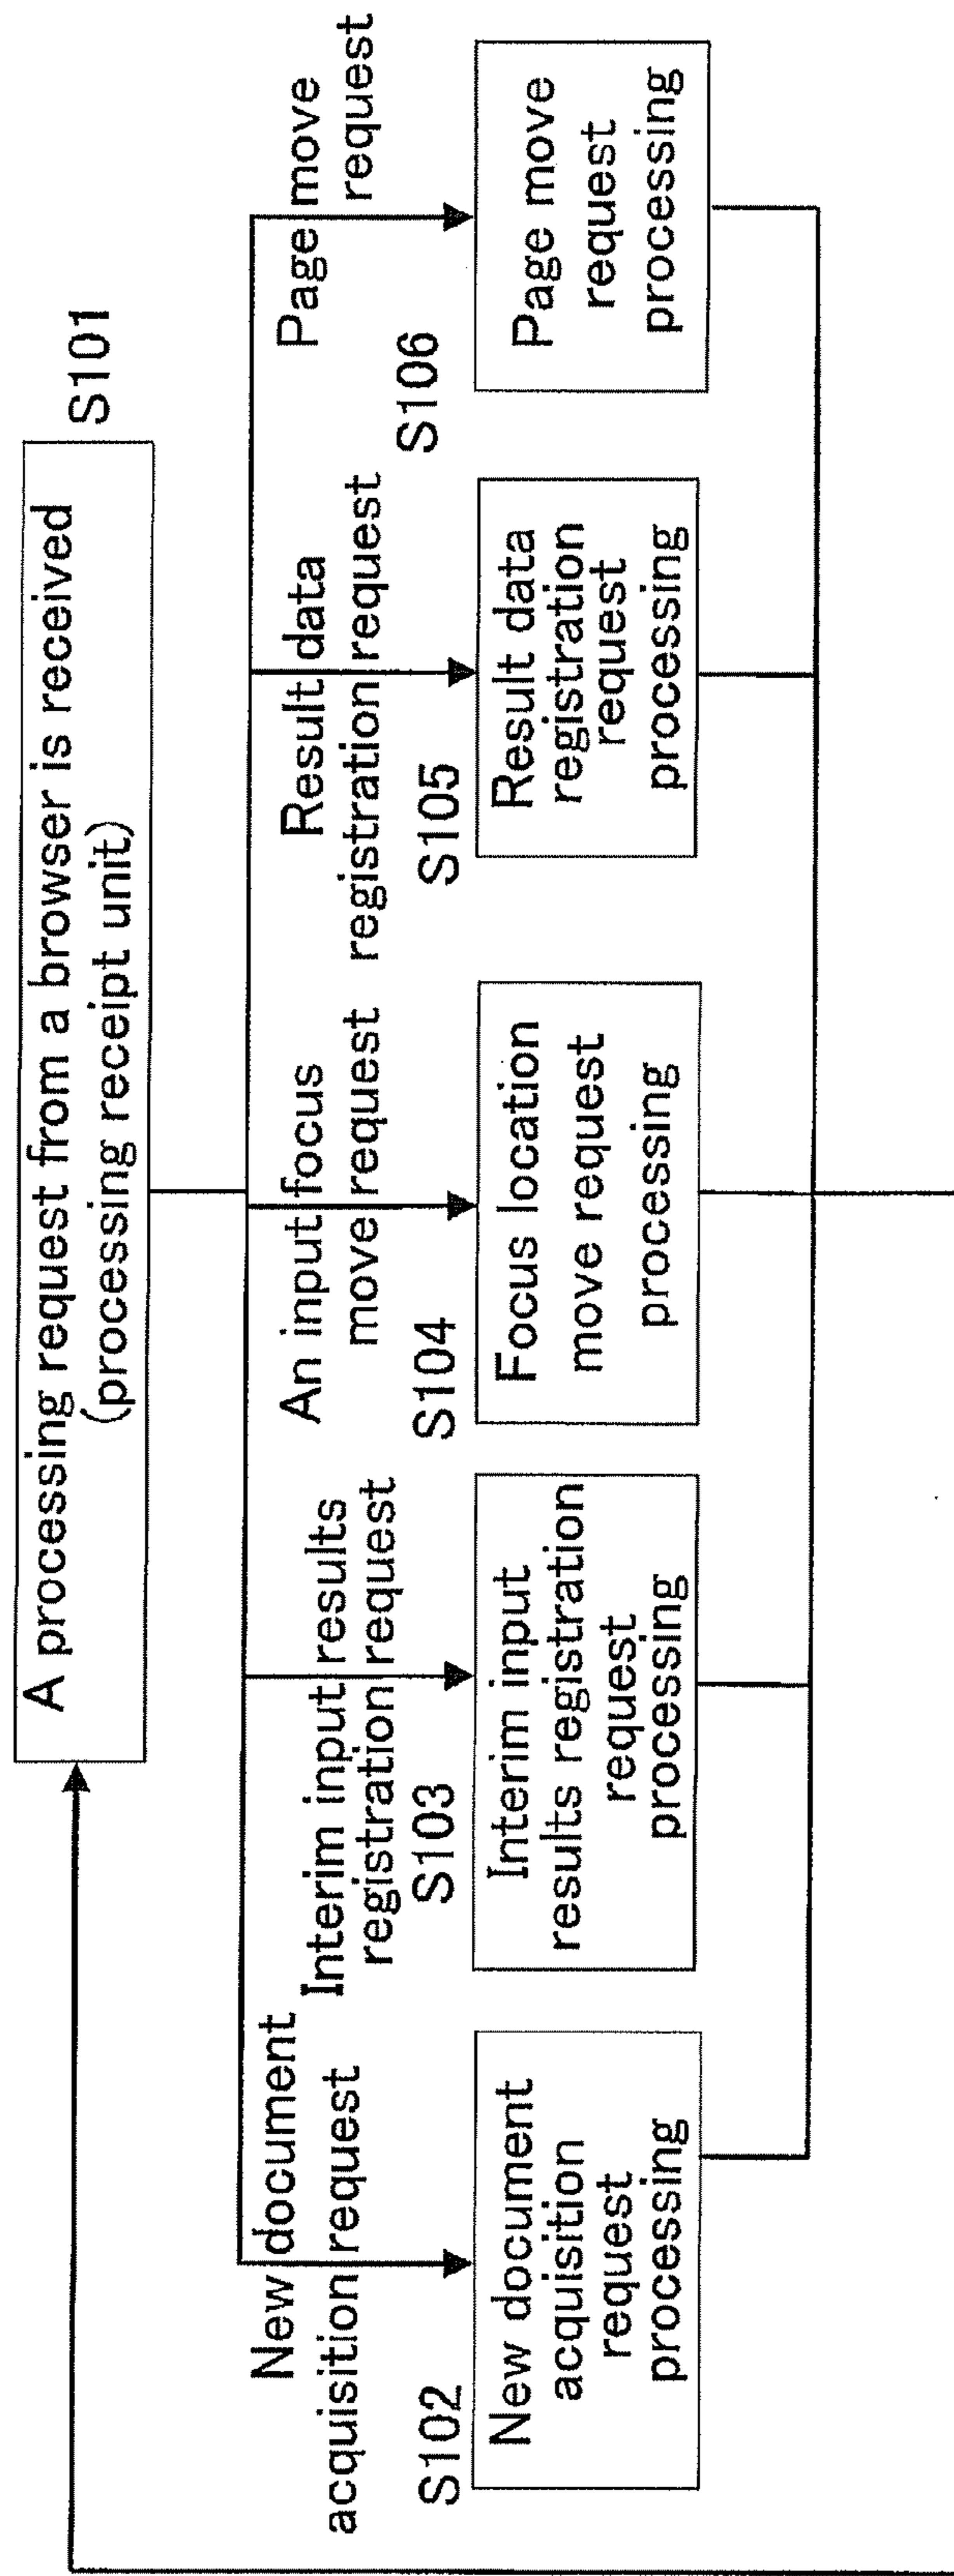 A processing request from a browser is received
(processing receipt unit)
S101
New document
acquisition request
S102
New document
acquisition
request
processing
Interim input results
registration request
S103
Interim input
results registration
request
processing
An input focus
move request
S104
Focus location
move request
processing
Result data
registration request
S105
Result data
registration
request
processing
Page move
request
S106
Page move
request
processing